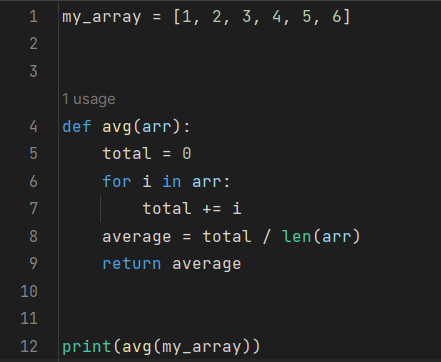 1 my_array = [1, 2, 3, 4, 5, 6]
2
3
1 usage
4 def avg(arr):
5     total = 0
6     for i in arr:
7         total += i
8     average = total / len(arr)
9     return average
10
11
12 print(avg(my_array))